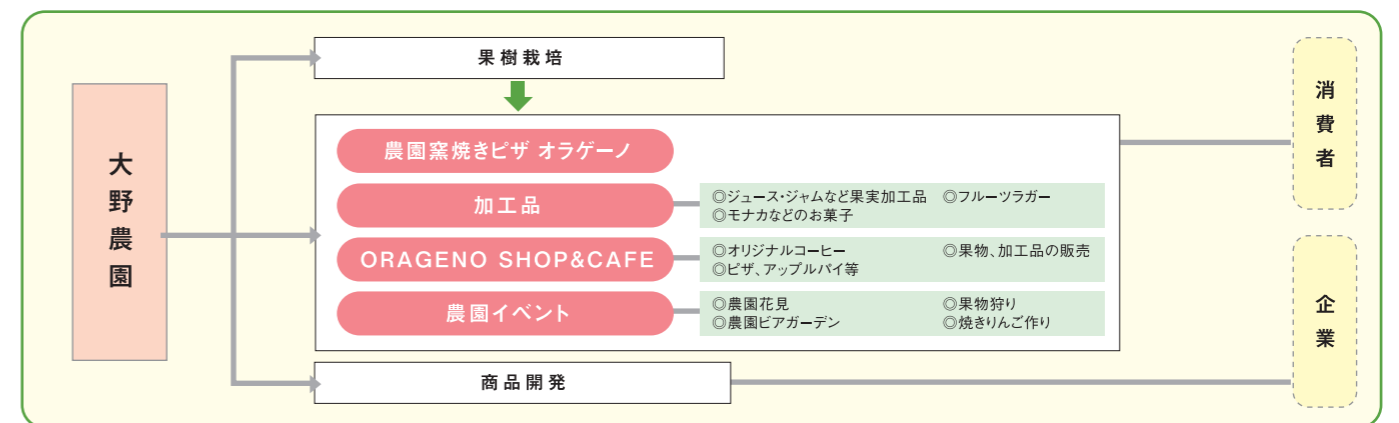 大野農園
果樹栽培
農園窯焼きピザ オラゲーノ
加工品
◎ジュース・ジャムなど果実加工品 ◎フルーツラガー
◎モナカなどのお菓子
ORAGENO SHOP&CAFE
◎オリジナルコーヒー ◎果物、加工品の販売
◎ピザ、アップルパイ等
農園イベント
◎農園花見 ◎果物狩り
◎農園ビアガーデン ◎焼きりんご作り
商品開発
消費者
企業